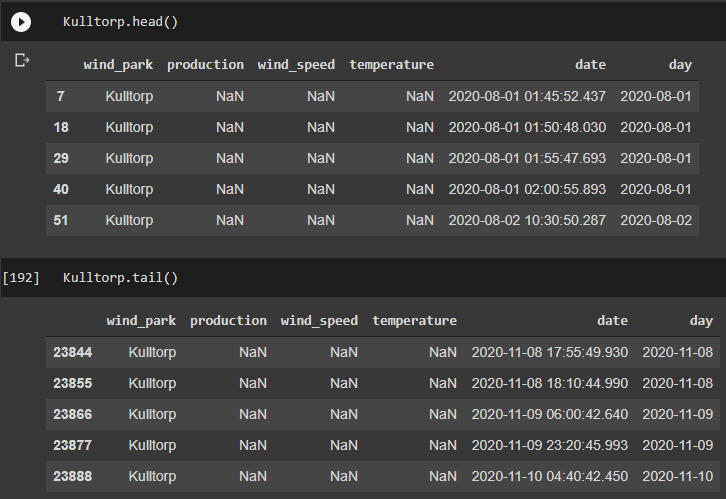 Kulltorp.head()
wind_park production wind_speed temperature date day
7 Kulltorp NaN NaN NaN 2020-08-01 01:45:52.437 2020-08-01
18 Kulltorp NaN NaN NaN 2020-08-01 01:50:48.030 2020-08-01
29 Kulltorp NaN NaN NaN 2020-08-01 01:55:47.693 2020-08-01
40 Kulltorp NaN NaN NaN 2020-08-01 02:00:55.893 2020-08-01
51 Kulltorp NaN NaN NaN 2020-08-02 10:30:50.287 2020-08-02
[192] Kulltorp.tail()
wind_park production wind_speed temperature date day
23844 Kulltorp NaN NaN NaN 2020-11-08 17:55:49.930 2020-11-08
23855 Kulltorp NaN NaN NaN 2020-11-08 18:10:44.990 2020-11-08
23866 Kulltorp NaN NaN NaN 2020-11-09 06:00:42.640 2020-11-09
23877 Kulltorp NaN NaN NaN 2020-11-09 23:20:45.993 2020-11-09
23888 Kulltorp NaN NaN NaN 2020-11-10 04:40:42.450 2020-11-10